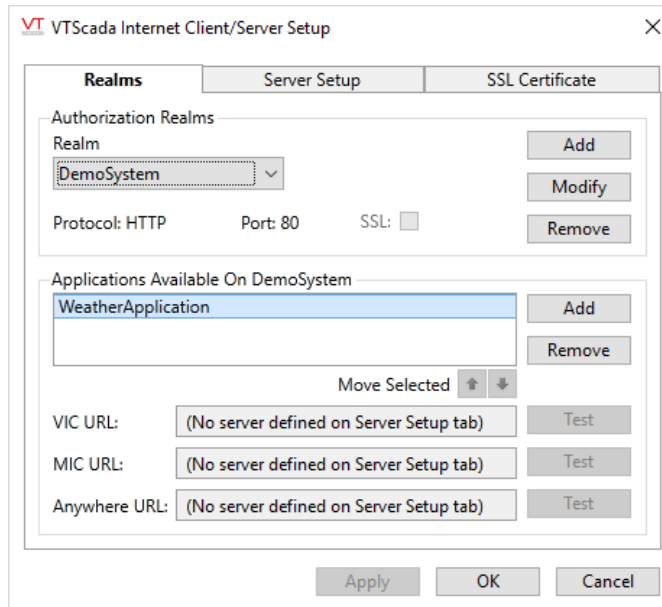 VT VTScada Internet Client/Server Setup
Realms Server Setup SSL Certificate
Authorization Realms
Realm
Add
DemoSystem
Modify
Protocol: HTTP Port: 80 SSL:
Remove
Applications Available On DemoSystem
WeatherApplication
Add
Remove
Move Selected
VIC URL: (No server defined on Server Setup tab) Test
MIC URL: (No server defined on Server Setup tab) Test
Anywhere URL: (No server defined on Server Setup tab) Test
Apply OK Cancel